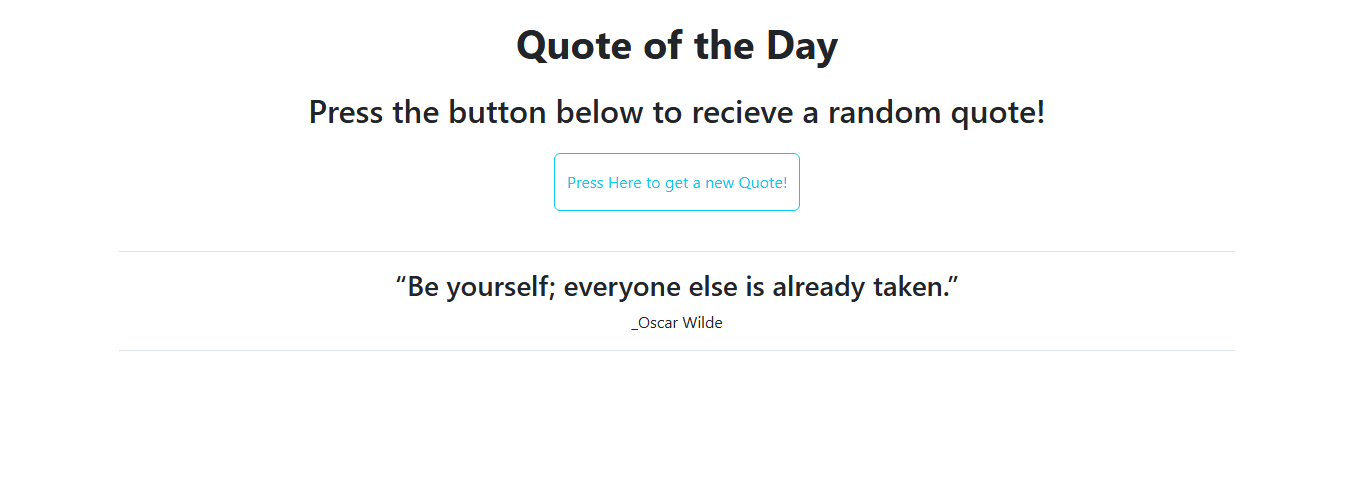 Quote of the Day
Press the button below to recieve a random quote!
Press Here to get a new Quote!
“Be yourself; everyone else is already taken.”
_Oscar Wilde